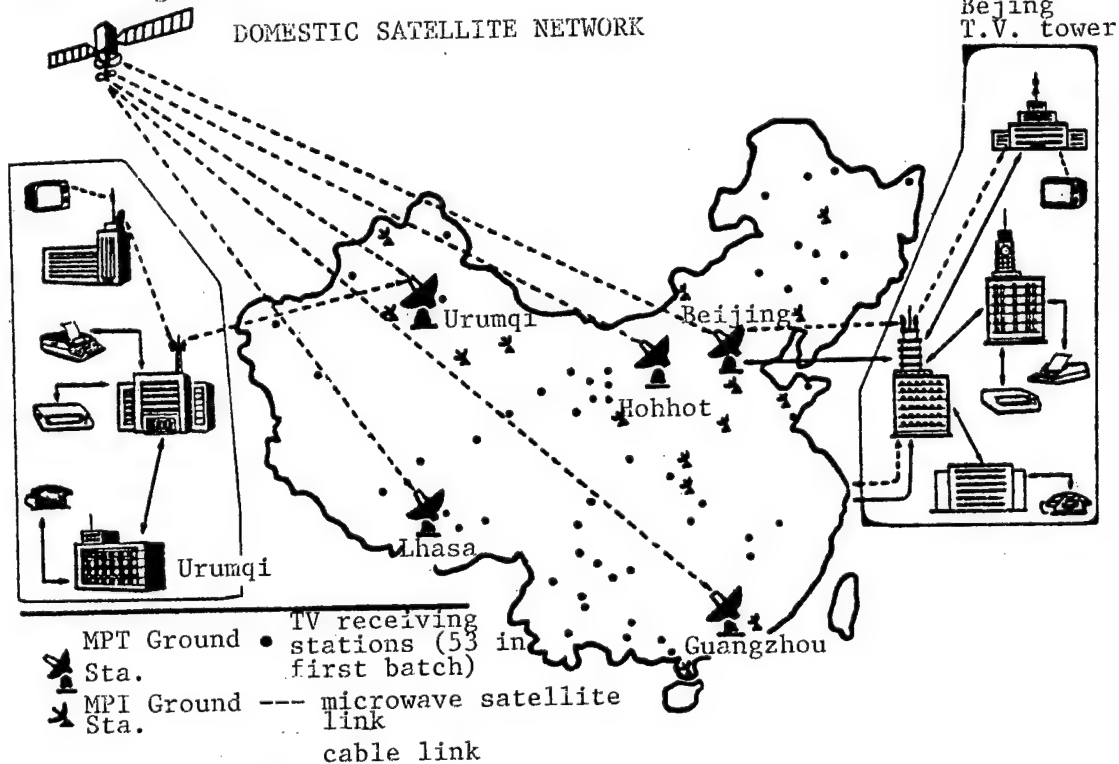 DOMESTIC SATELLITE NETWORK
Bejing
T.V. tower
Urumqi
Beijing
Hohhot
Lhasa
Guangzhou
Urumqi
MPT Ground
Sta.
TV receiving
stations (53 in
first batch)
MPI Ground
Sta.
--- microwave satellite
link
cable link